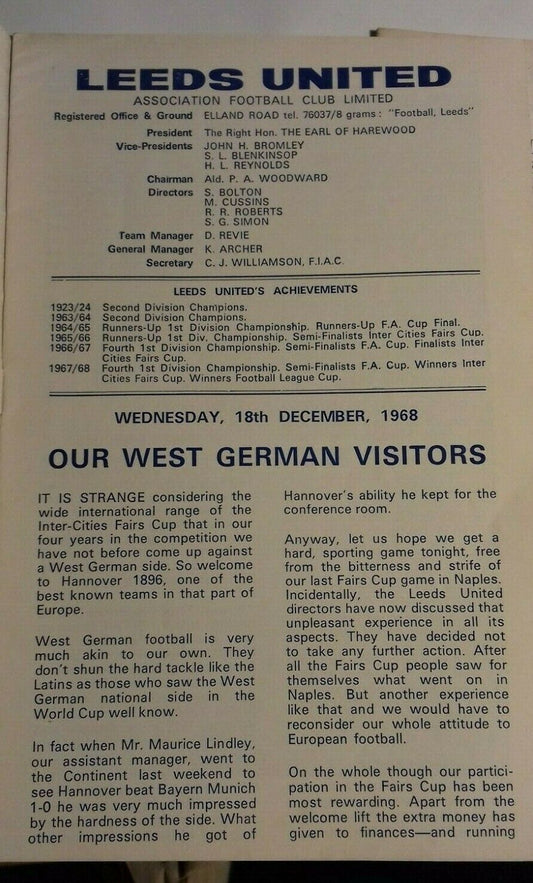 LEEDS UNITED
ASSOCIATION FOOTBALL CLUB LIMITED
Registered Office & Ground ELLAND ROAD tel. 76037/8 grams: "Football, Leeds"
President The Right Hon. THE EARL OF HAREWOOD
Vice-Presidents JOHN H. BROMLEY
S. L. BLENKINSOP
H. L. REYNOLDS
Chairman Ald. P. A. WOODWARD
Directors S. BOLTON
M. CUSSINS
R. R. ROBERTS
S. G. SIMON
Team Manager D. REVIE
General Manager K. ARCHER
Secretary C. J. WILLIAMSON, F.I.A.C.
LEEDS UNITED'S ACHIEVEMENTS
1923/24 Second Division Champions.
1963/64 Second Division Champions.
1964/65 Runners-Up 1st Division Championship. Runners-Up F.A. Cup Final.
1965/66 Runners-Up 1st Div. Championship. Semi-Finalists Inter Cities Fairs Cup.
1966/67 Fourth 1st Division Championship. Semi-Finalists F.A. Cup. Finalists Inter
Cities Fairs Cup.
1967/68 Fourth 1st Division Championship. Semi-Finalists F.A. Cup. Winners Inter
Cities Fairs Cup. Winners Football League Cup.
WEDNESDAY, 18th DECEMBER, 1968
OUR WEST GERMAN VISITORS
IT IS STRANGE considering the
wide international range of the
Inter-Cities Fairs Cup that in our
four years in the competition we
have not before come up against
a West German side. So welcome
to Hannover 1896, one of the
best known teams in that part of
Europe.
West German football is very
much akin to our own. They
don't shun the hard tackle like the
Latins as those who saw the West
German national side in the
World Cup well know.
In fact when Mr. Maurice Lindley,
our assistant manager, went to
the Continent last weekend to
see Hannover beat Bayern Munich
1-0 he was very much impressed
by the hardness of the side. What
other impressions he got of
Hannover's ability he kept for the
conference room.
Anyway, let us hope we get a
hard, sporting game tonight, free
from the bitterness and strife of
our last Fairs Cup game in Naples.
Incidentally, the Leeds United
directors have now discussed that
unpleasant experience in all its
aspects. They have decided not
to take any further action. After
all the Fairs Cup people saw for
themselves what went on in
Naples. But another experience
like that and we would have to
reconsider our whole attitude to
European football.
On the whole though our partici-
pation in the Fairs Cup has been
most rewarding. Apart from the
welcome lift the extra money has
given to finances—and running